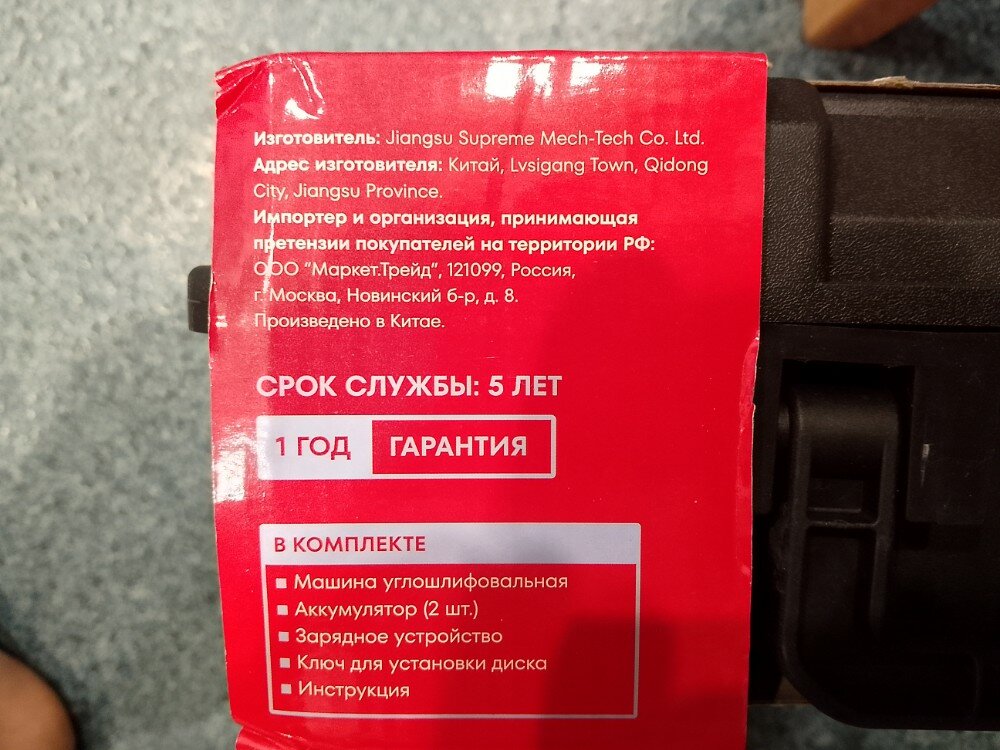 Изготовитель: Jiangsu Supreme Mech-Tech Co. Ltd.
Адрес изготовителя: Китай, Lvsigang Town, Qidong
City, Jiangsu Province.
Импортер и организация, принимающая
претензии покупателей на территории РФ:
ООО "Маркет.Трейд", 121099, Россия,
г. Москва, Новинский б-р, д. 8.
Произведено в Китае.
СРОК СЛУЖБЫ: 5 ЛЕТ
1 ГОД ГАРАНТИЯ
В КОМПЛЕКТЕ
■ Машина углошлифовальная
■ Аккумулятор (2 шт.)
■ Зарядное устройство
■ Ключ для установки диска
■ Инструкция